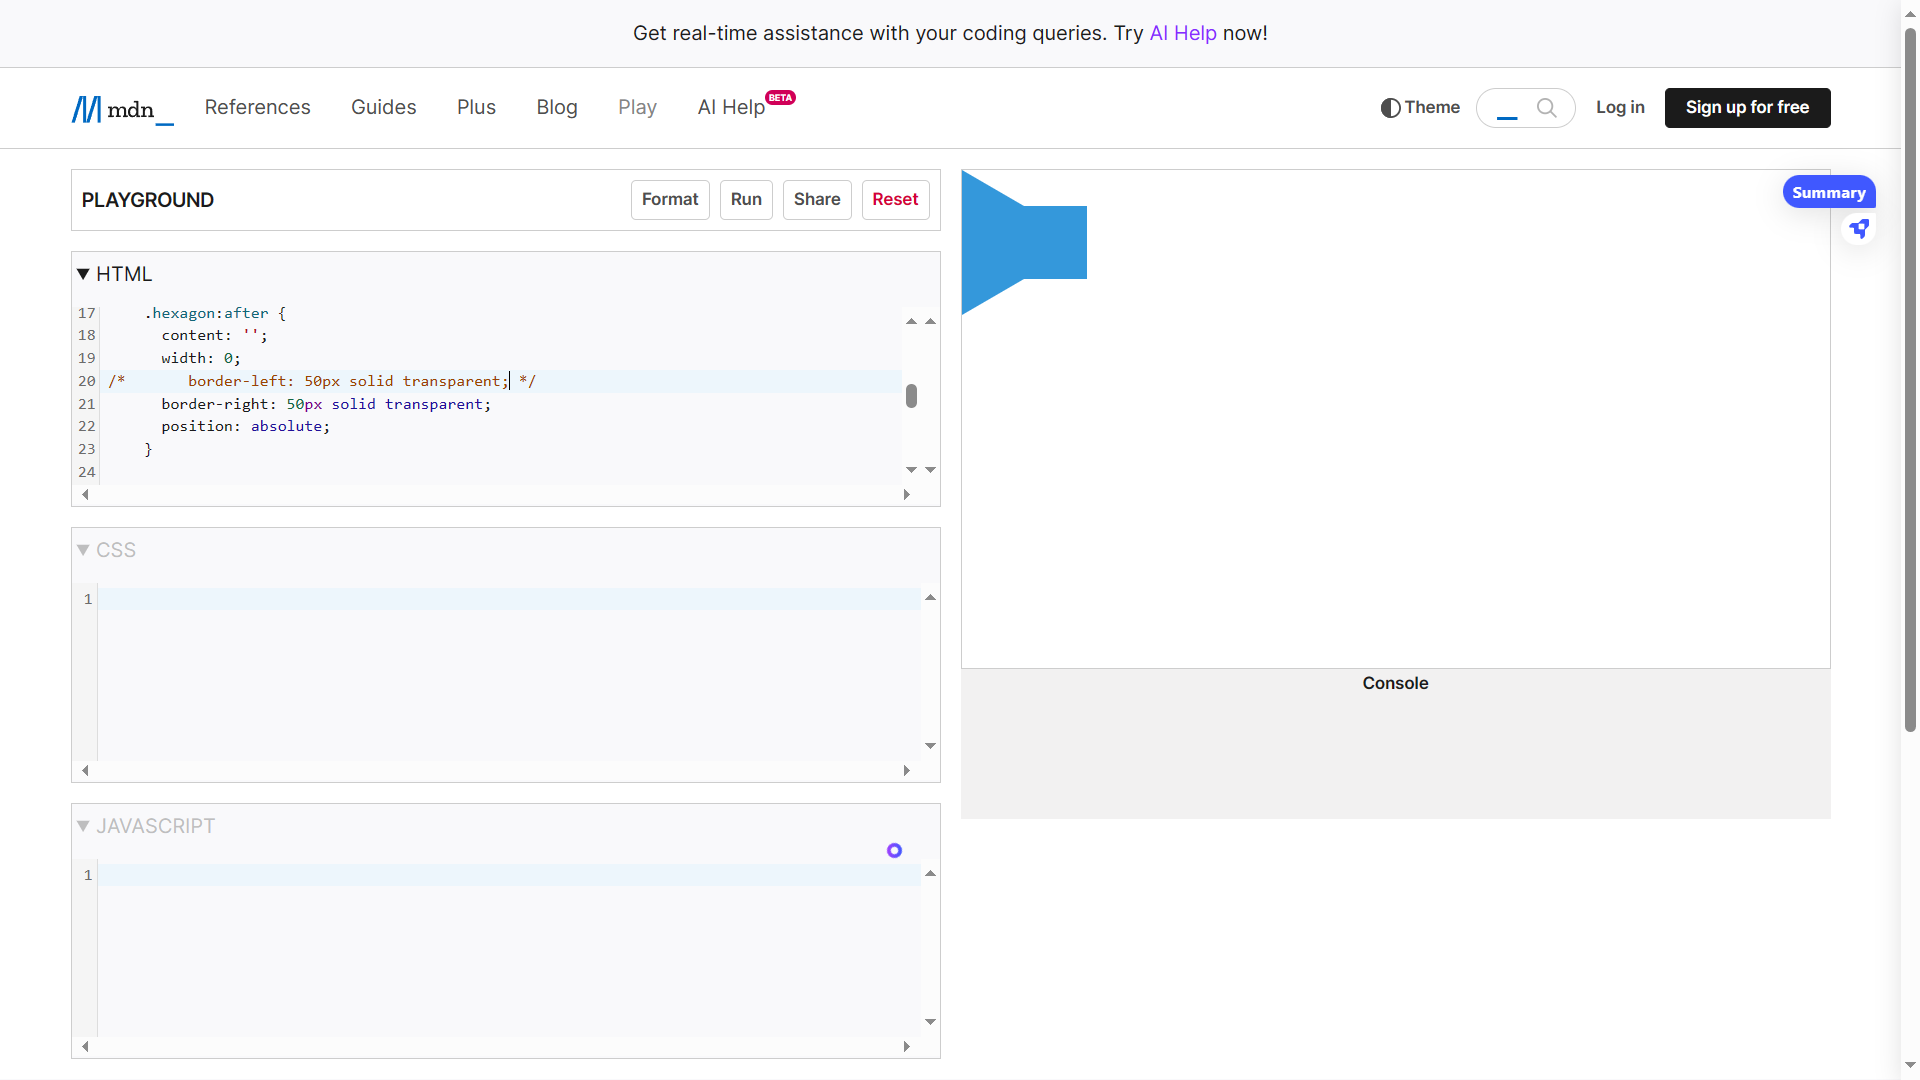 Get real-time assistance with your coding queries. Try AI Help now!
mdn_
References
Guides
Plus
Blog
Play
AI Help
BETA
Theme
Log in
Sign up for free
PLAYGROUND
Format
Run
Share
Reset
Summary
HTML
17 .hexagon:after {
18 content: '';
19 width: 0;
20 /* border-left: 50px solid transparent; */
21 border-right: 50px solid transparent;
22 position: absolute;
23 }
24
CSS
1
JAVASCRIPT
1
Console